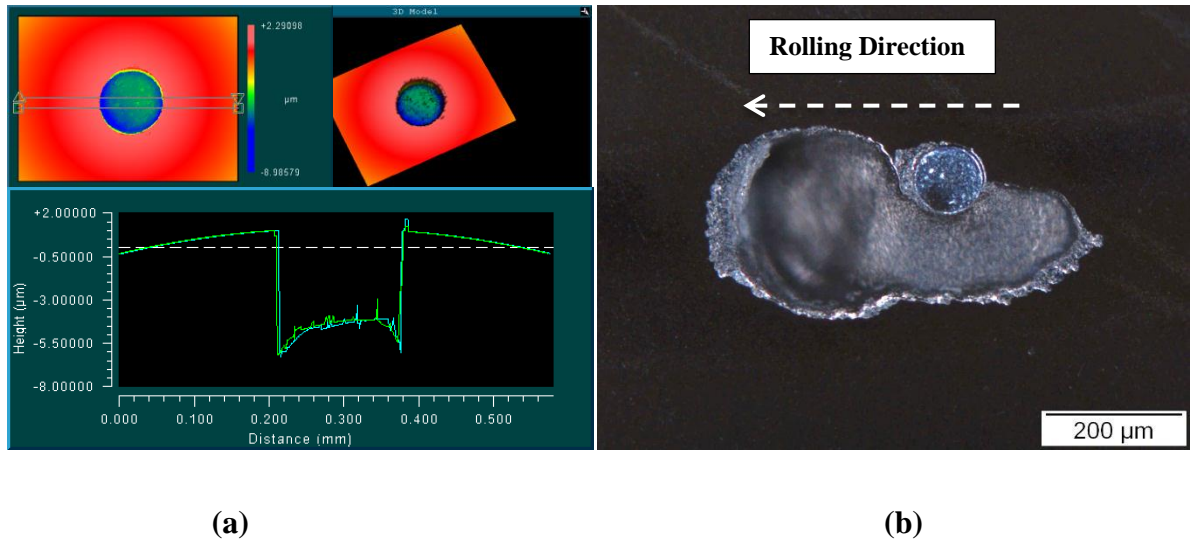 3D Model
+2.29098
µm
-8.98579
+2.00000
-0.50000
-3.00000
-5.50000
-8.00000
Height (µm)
0.000 0.100 0.200 0.300 0.400 0.500
Distance (mm)
Rolling Direction
200 µm
(a) (b)